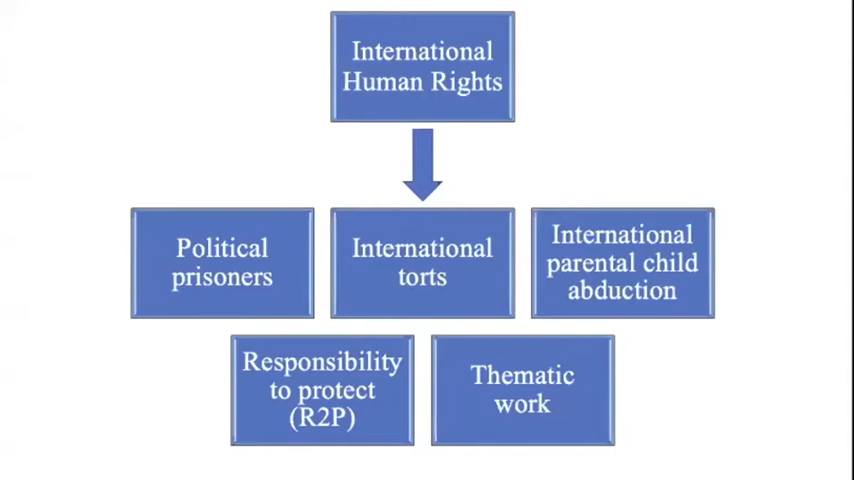 International
Human Rights
Political
prisoners
International
torts
International
parental child
abduction
Responsibility
to protect
(R2P)
Thematic
work